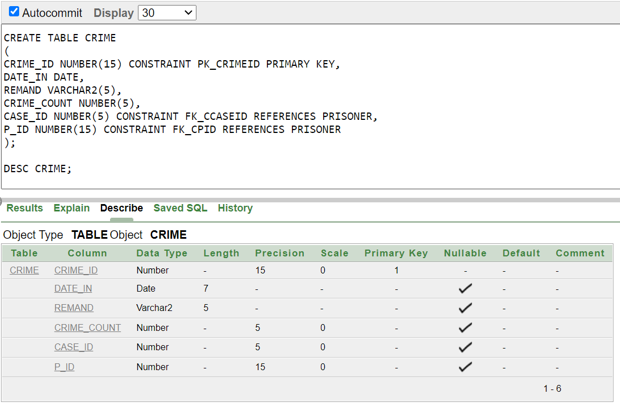 Autocommit Display 30
CREATE TABLE CRIME
(
CRIME_ID NUMBER(15) CONSTRAINT PK_CRIMEID PRIMARY KEY,
DATE_IN DATE,
REMAND VARCHAR2(5),
CRIME_COUNT NUMBER(5),
CASE_ID NUMBER(5) CONSTRAINT FK_CCASEID REFERENCES PRISONER,
P_ID NUMBER(15) CONSTRAINT FK_CPID REFERENCES PRISONER
);
DESC CRIME;
Results Explain Describe Saved SQL History
Object Type TABLE Object CRIME
Table Column Data Type Length Precision Scale Primary Key Nullable Default Comment
CRIME CRIME_ID Number - 15 0 1 - - -
DATE_IN Date 7 - - - - -
REMAND Varchar2 5 - - - - -
CRIME_COUNT Number - 5 0 - - -
CASE_ID Number - 5 0 - - -
P_ID Number - 15 0 - - -
1 - 6